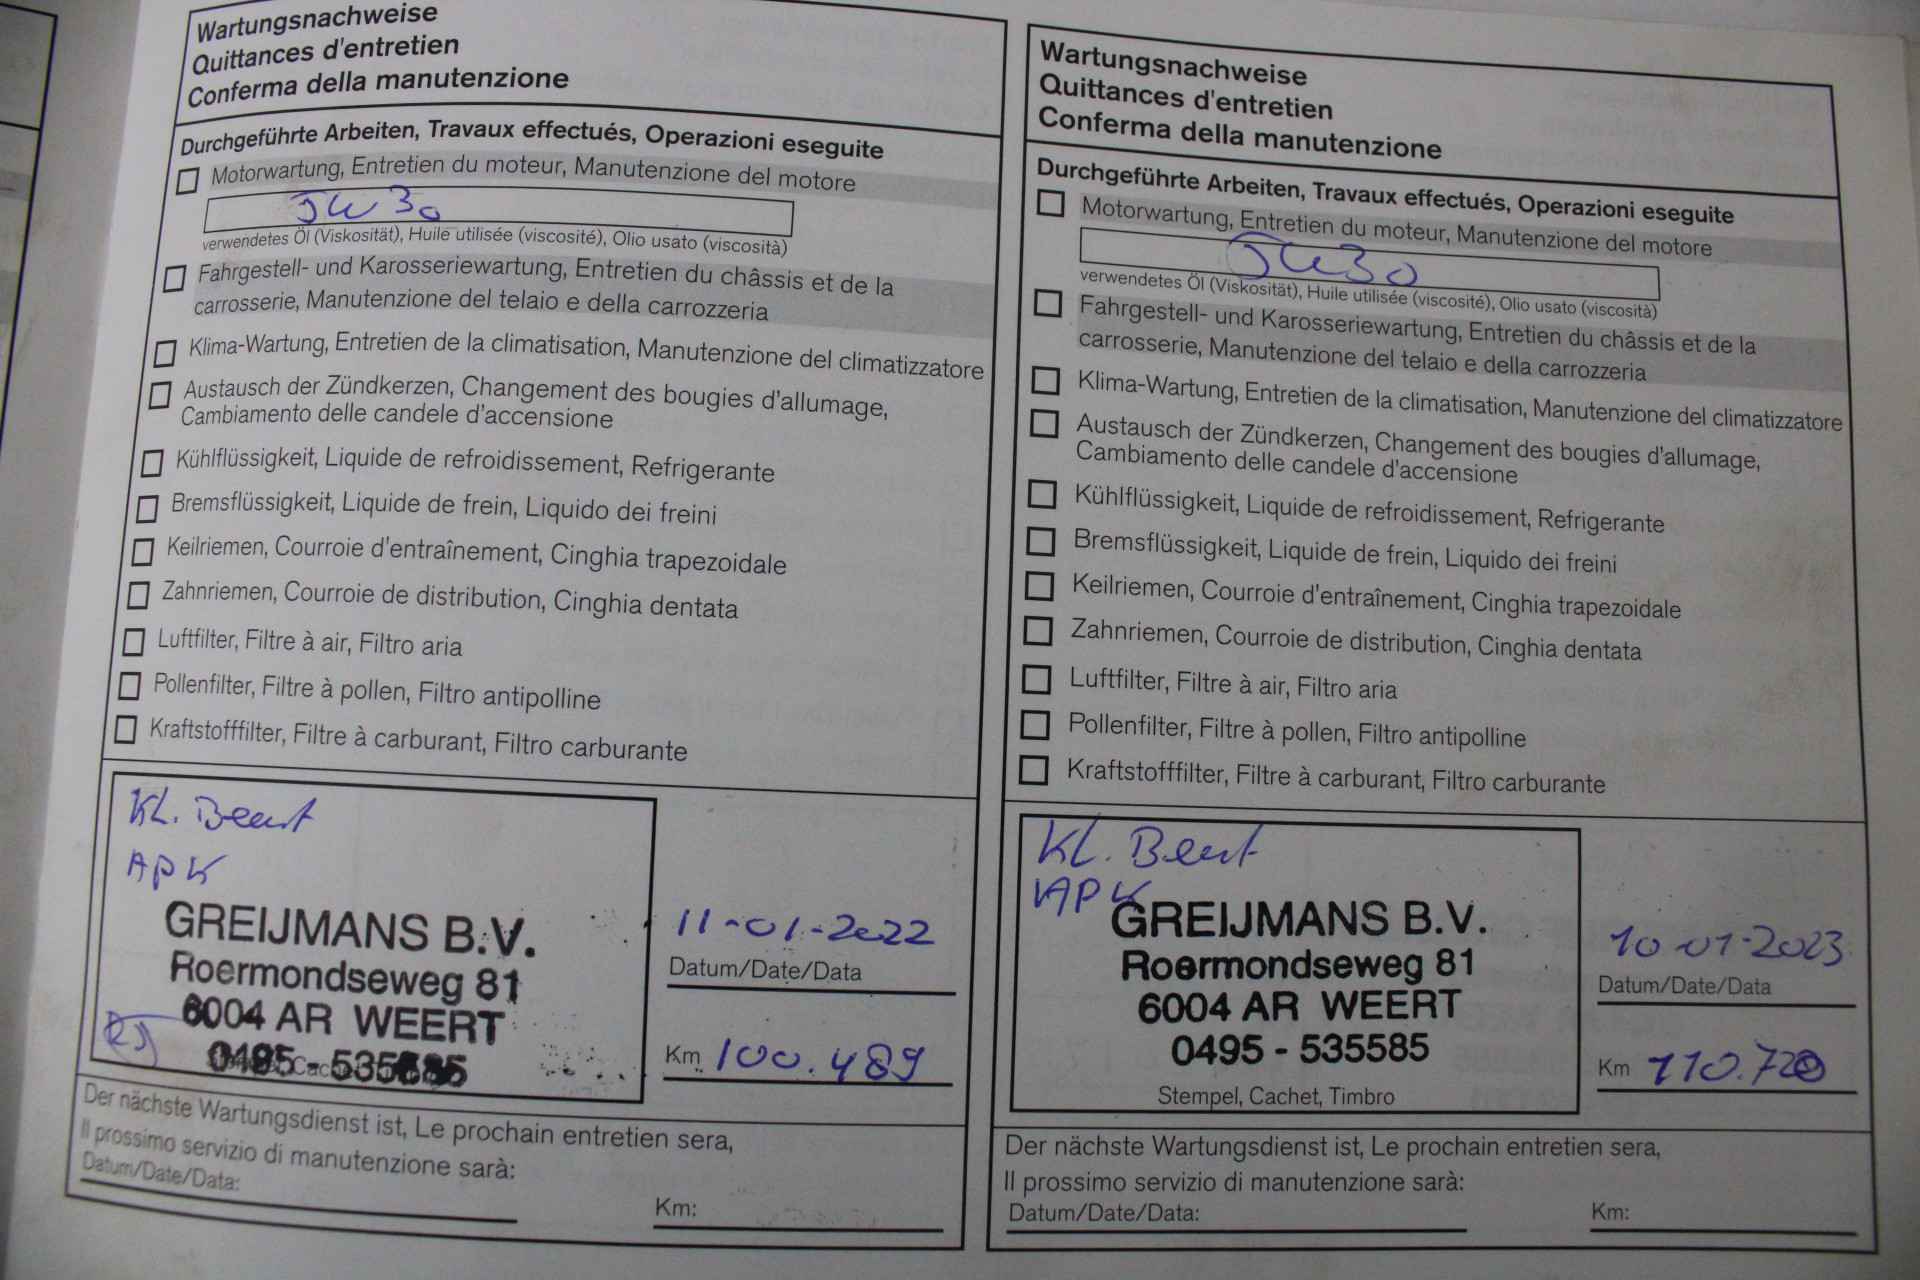 Wartungsnachweise
Quittances d'entretien
Conferma della manutenzione
Durchgeführte Arbeiten, Travaux effectués, Operazioni eseguite
Motorwartung, Entretien du moteur, Manutenzione del motore
5W30
verwendetes Öl (Viskosität), Huile utilisée (viscosité), Olio usato (viscosità)
Fahrgestell- und Karosseriewartung, Entretien du châssis et de la
carrosserie, Manutenzione del telaio e della carrozzeria
Klima-Wartung, Entretien de la climatisation, Manutenzione del climatizzatore
Austausch der Zündkerzen, Changement des bougies d'allumage,
Cambiamento delle candele d'accensione
Kühlflüssigkeit, Liquide de refroidissement, Refrigerante
Bremsflüssigkeit, Liquide de frein, Liquido dei freini
Keilriemen, Courroie d'entraînement, Cinghia trapezoidale
Zahnriemen, Courroie de distribution, Cinghia dentata
Luftfilter, Filtre à air, Filtro aria
Pollenfilter, Filtre à pollen, Filtro antipolline
Kraftstofffilter, Filtre à carburant, Filtro carburante
Kl. Beurt
APK
GREIJMANS B.V.
Roermondseweg 81
6004 AR WEERT
0495 - 535585
11-01-2022
Datum/Date/Data
Km 100.489
Der nächste Wartungsdienst ist, Le prochain entretien sera,
Il prossimo servizio di manutenzione sarà:
Datum/Date/Data:
Km:
Wartungsnachweise
Quittances d'entretien
Conferma della manutenzione
Durchgeführte Arbeiten, Travaux effectués, Operazioni eseguite
Motorwartung, Entretien du moteur, Manutenzione del motore
5W30
verwendetes Öl (Viskosität), Huile utilisée (viscosité), Olio usato (viscosità)
Fahrgestell- und Karosseriewartung, Entretien du châssis et de la
carrosserie, Manutenzione del telaio e della carrozzeria
Klima-Wartung, Entretien de la climatisation, Manutenzione del climatizzatore
Austausch der Zündkerzen, Changement des bougies d'allumage,
Cambiamento delle candele d'accensione
Kühlflüssigkeit, Liquide de refroidissement, Refrigerante
Bremsflüssigkeit, Liquide de frein, Liquido dei freini
Keilriemen, Courroie d'entraînement, Cinghia trapezoidale
Zahnriemen, Courroie de distribution, Cinghia dentata
Luftfilter, Filtre à air, Filtro aria
Pollenfilter, Filtre à pollen, Filtro antipolline
Kraftstofffilter, Filtre à carburant, Filtro carburante
Kl. Beurt
APK
GREIJMANS B.V.
Roermondseweg 81
6004 AR WEERT
0495 - 535585
Stempel, Cachet, Timbro
10-01-2023
Datum/Date/Data
Km 110.720
Der nächste Wartungsdienst ist, Le prochain entretien sera,
Il prossimo servizio di manutenzione sarà:
Datum/Date/Data:
Km: